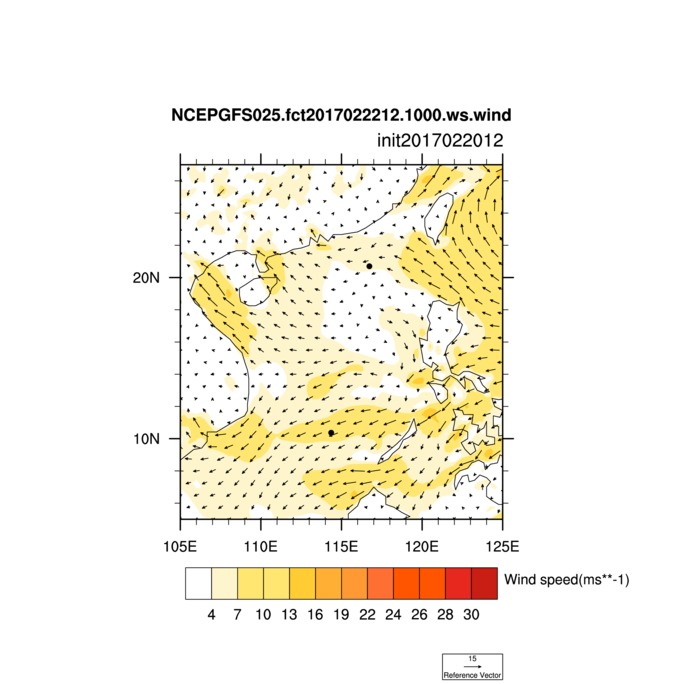 NCEPGFS025.fct2017022212.1000.ws.wind
init2017022012
20N
10N
105E 110E 115E 120E 125E
Wind speed(ms**-1)
4 7 10 13 16 19 22 24 26 28 30
15
Reference Vector